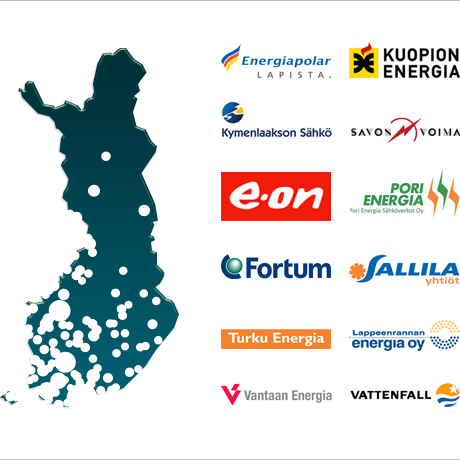 Energiapolar
LAPISTA.
KUOPION
ENERGIA
Kymenlaakson Sähkö
SAVON VOIMA
e·on
PORI
ENERGIA
Pori Energia Sähköverkot Oy
Fortum
SALLILA
yhtiöt
Turku Energia
Lappeenrannan
energia oy
Vantaan Energia
VATTENFALL